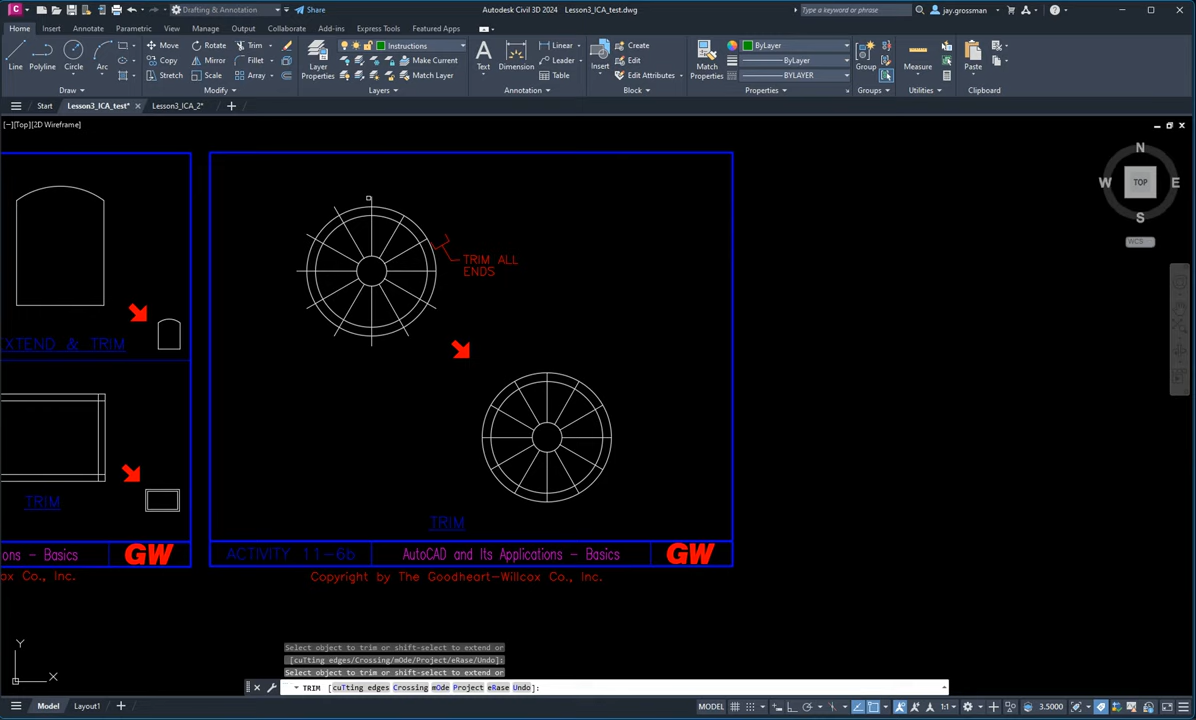 Drafting & Annotation
Share
Autodesk Civil 3D 2024 Lesson3_ICA_test.dwg
Type a keyword or phrase
jay.grossman
Home Insert Annotate Parametric View Manage Output Collaborate Add-ins Express Tools Featured Apps
Line Polyline Circle Arc
Move Rotate Trim
Copy Mirror Fillet
Stretch Scale Array
Layer Properties
Instructions
Make Current
Match Layer
Text Dimension
Linear
Leader
Table
Insert
Create
Edit
Edit Attributes
Match Properties
ByLayer
ByLayer
BYLAYER
Group
Measure
Paste
Draw Modify Layers Annotation Block Properties Groups Utilities Clipboard
Start Lesson3_ICA_test* Lesson3_ICA_2*
[−][Top][2D Wireframe]
N
W TOP E
S
WCS
TRIM ALL
ENDS
EXTEND & TRIM
TRIM
TRIM
ons - Basics GW
ACTIVITY 11-6b AutoCAD and Its Applications - Basics GW
cox Co., Inc.
Copyright by The Goodheart-Willcox Co., Inc.
Y
X
Select object to trim or shift-select to extend or
[cuTting edges/Crossing/mOde/Project/eRase/Undo]:
Select object to trim or shift-select to extend or
TRIM [cuTting edges Crossing mOde Project eRase Undo]:
Model Layout1
MODEL 1:1 3.5000